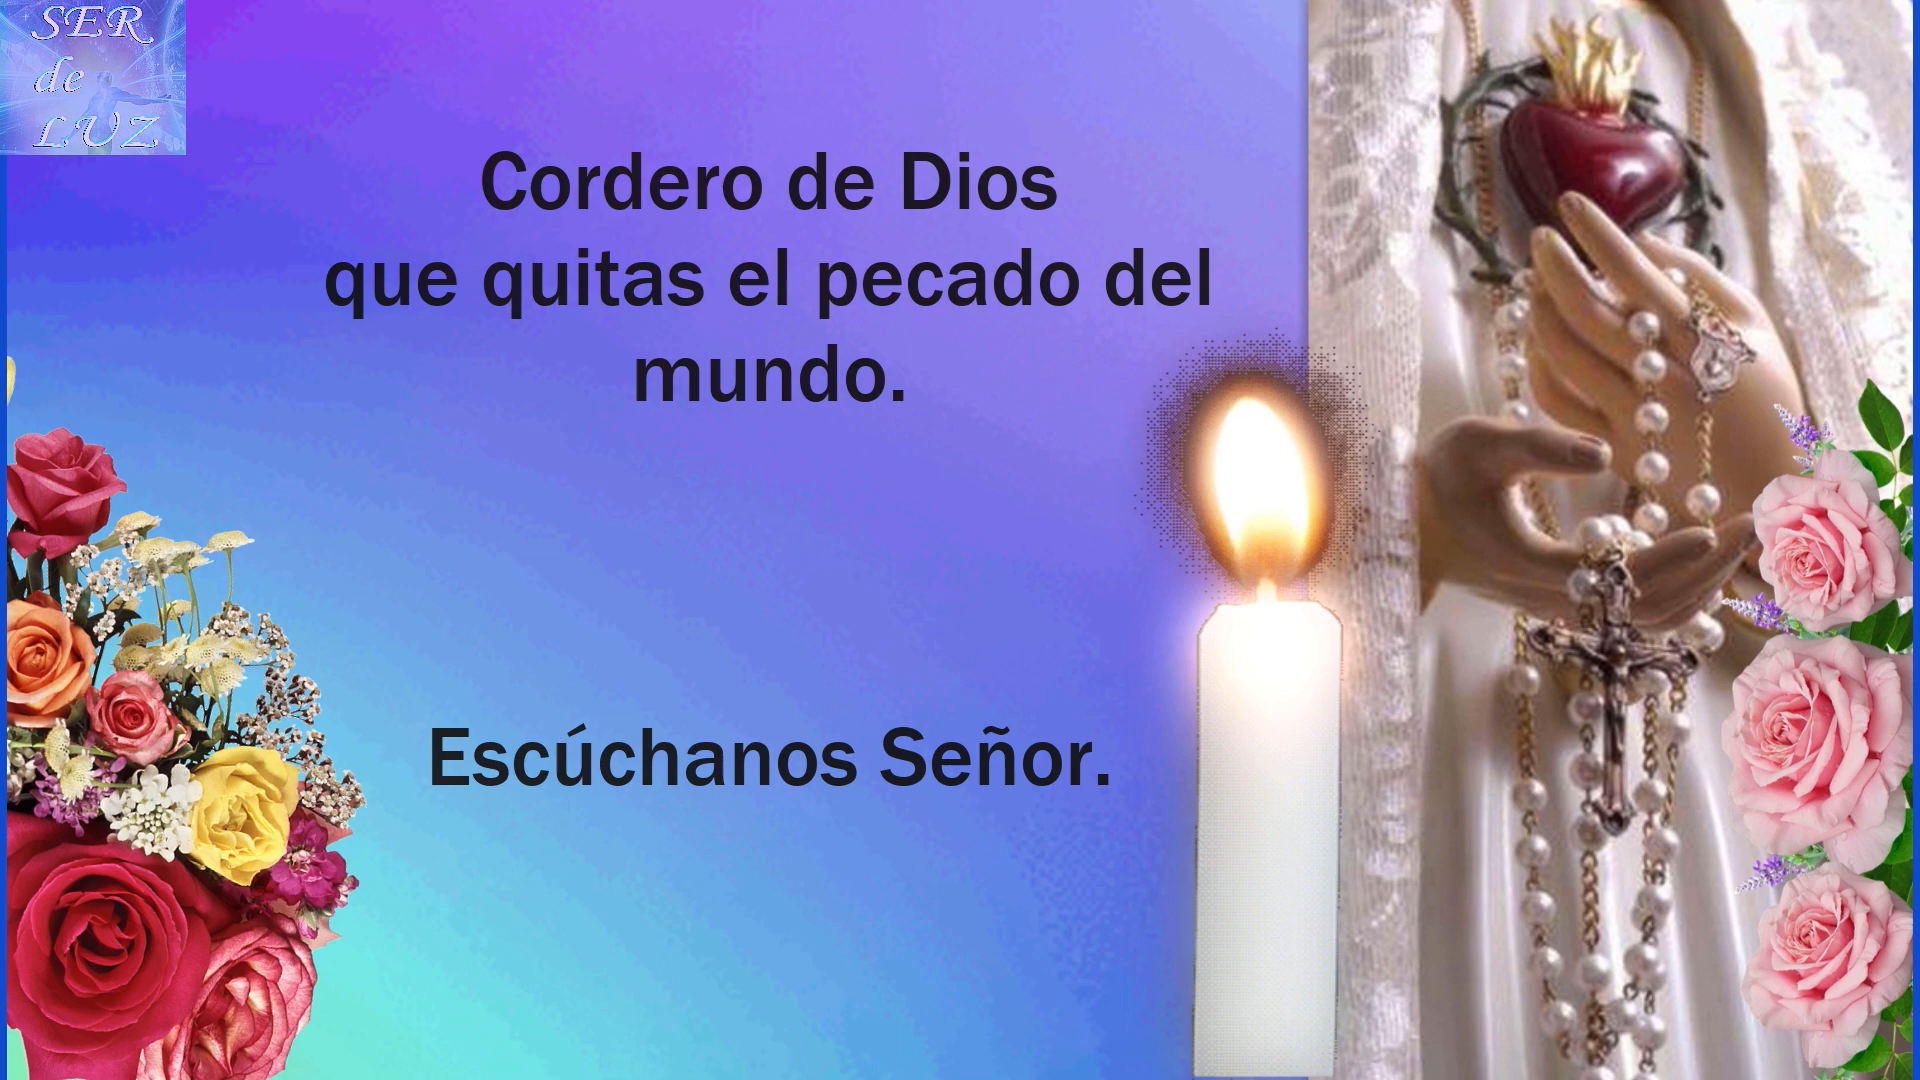 SER
de
LUZ
Cordero de Dios
que quitas el pecado del
mundo.
Escúchanos Señor.